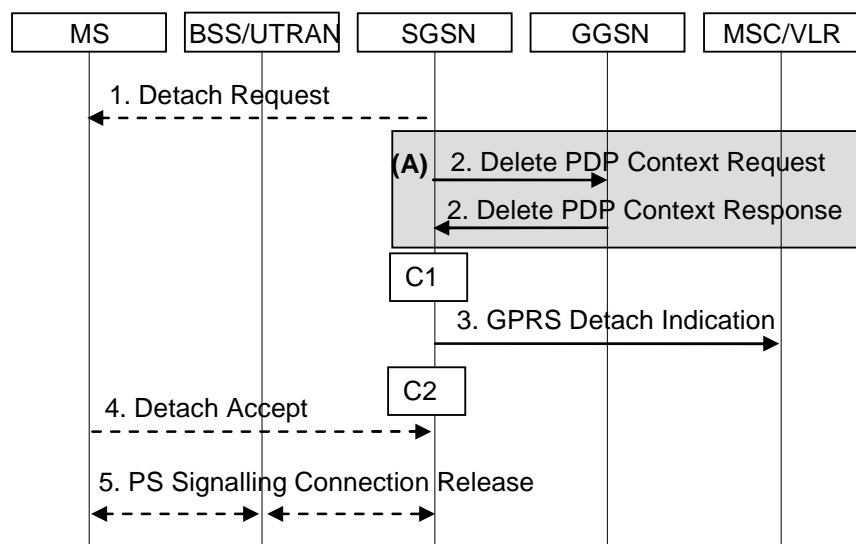 MS BSS/UTRAN SGSN GGSN MSC/VLR
1. Detach Request
(A) 2. Delete PDP Context Request
2. Delete PDP Context Response
C1
3. GPRS Detach Indication
C2
4. Detach Accept
5. PS Signalling Connection Release